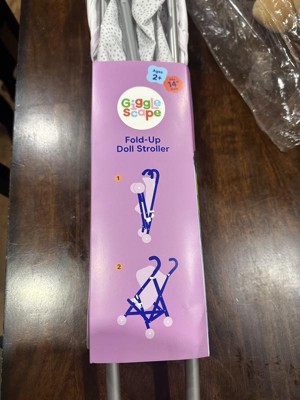 Ages
2+
14"
Giggle
Scape
Fold-Up
Doll Stroller
1
2